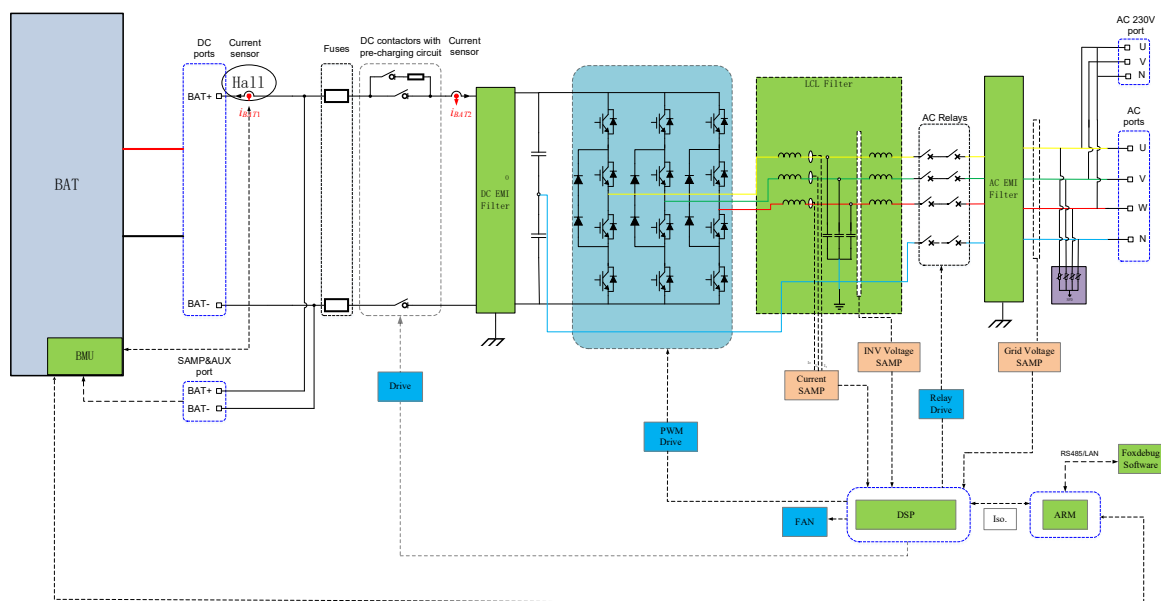 BAT
BMU
DC
ports
BAT+
BAT-
Current
sensor
Hall
iBAT1
SAMP&AUX
port
BAT+
BAT-
Fuses
DC contactors with
pre-charging circuit
Current
sensor
iBAT2
DC EMI
Filter
LCL Filter
AC Relays
AC EMI
Filter
AC 230V
port
U
V
N
AC
ports
U
V
W
N
Drive
PWM
Drive
Current
SAMP
INV Voltage
SAMP
Relay
Drive
Grid Voltage
SAMP
RS485/LAN
Foxdebug
Software
FAN
DSP
Iso.
ARM